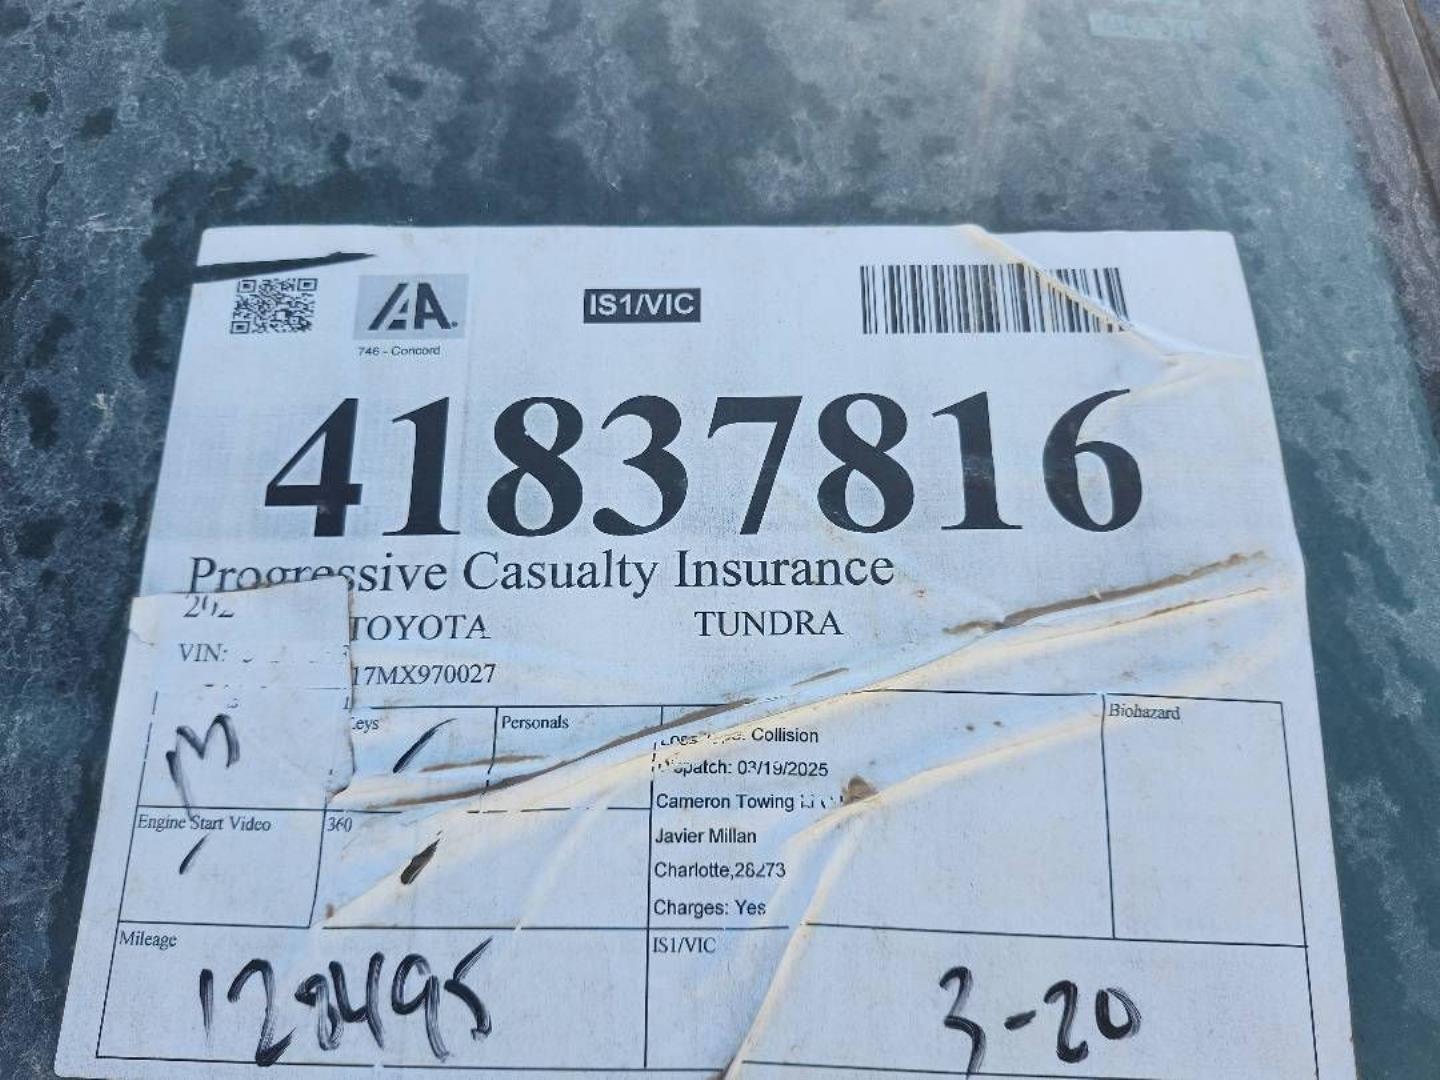 IAA
IS1/VIC
746 - Concord
41837816
Progressive Casualty Insurance
TOYOTA TUNDRA
VIN: 17MX970027
Personals
Biohazard
Collision
03/19/2025
Cameron Towing
Javier Millan
Charlotte,28273
Charges: Yes
Engine Start Video
360
Mileage
IS1/VIC
128495
3-20